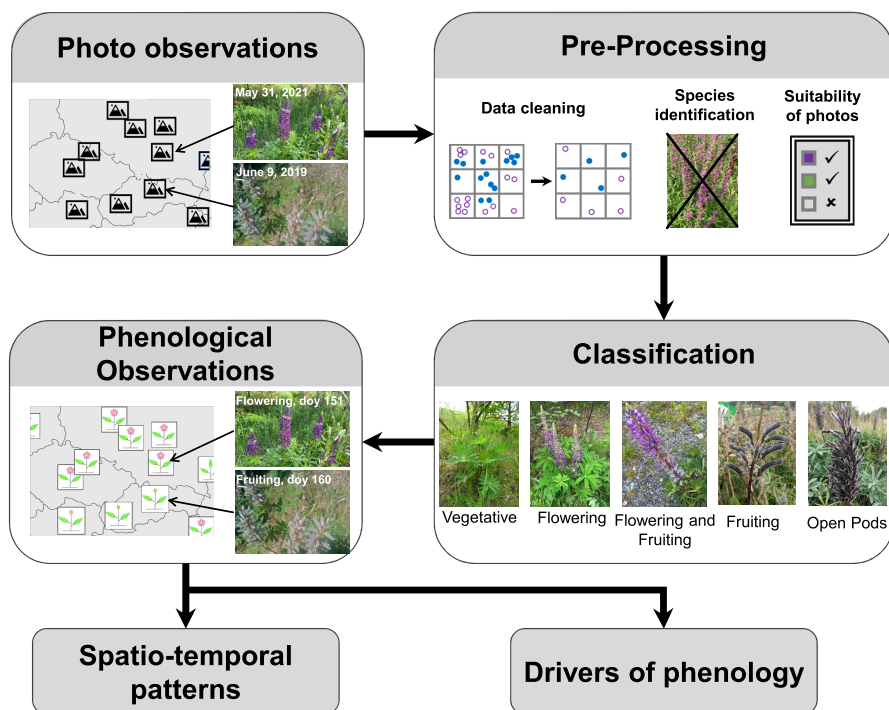 Photo observations
May 31, 2021
June 9, 2019
Pre-Processing
Data cleaning
Species
identification
Suitability
of photos
Classification
Vegetative
Flowering
Flowering and
Fruiting
Fruiting
Open Pods
Phenological
Observations
Flowering, doy 151
Fruiting, doy 160
Spatio-temporal
patterns
Drivers of phenology